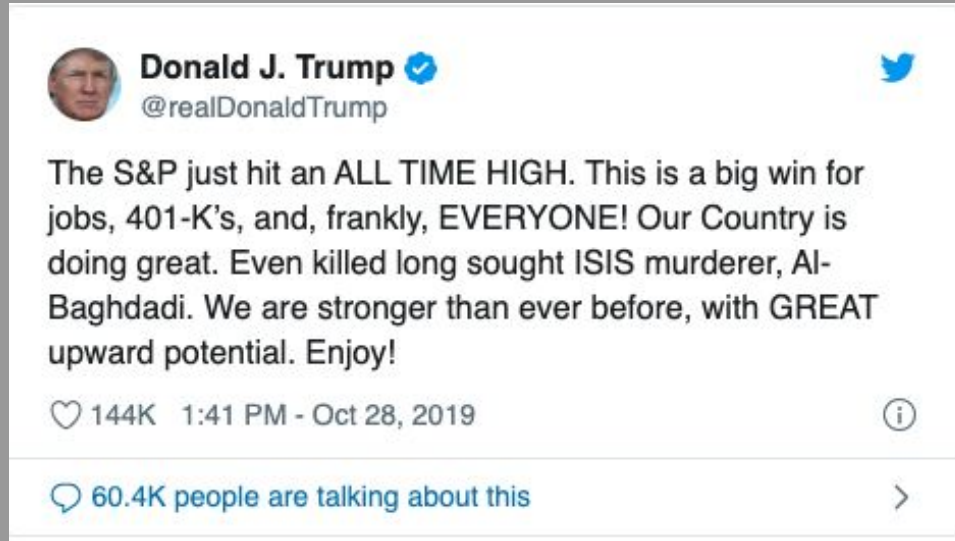 Donald J. Trump
@realDonaldTrump
The S&P just hit an ALL TIME HIGH. This is a big win for
jobs, 401-K’s, and, frankly, EVERYONE! Our Country is
doing great. Even killed long sought ISIS murderer, Al-
Baghdadi. We are stronger than ever before, with GREAT
upward potential. Enjoy!
144K 1:41 PM - Oct 28, 2019
60.4K people are talking about this